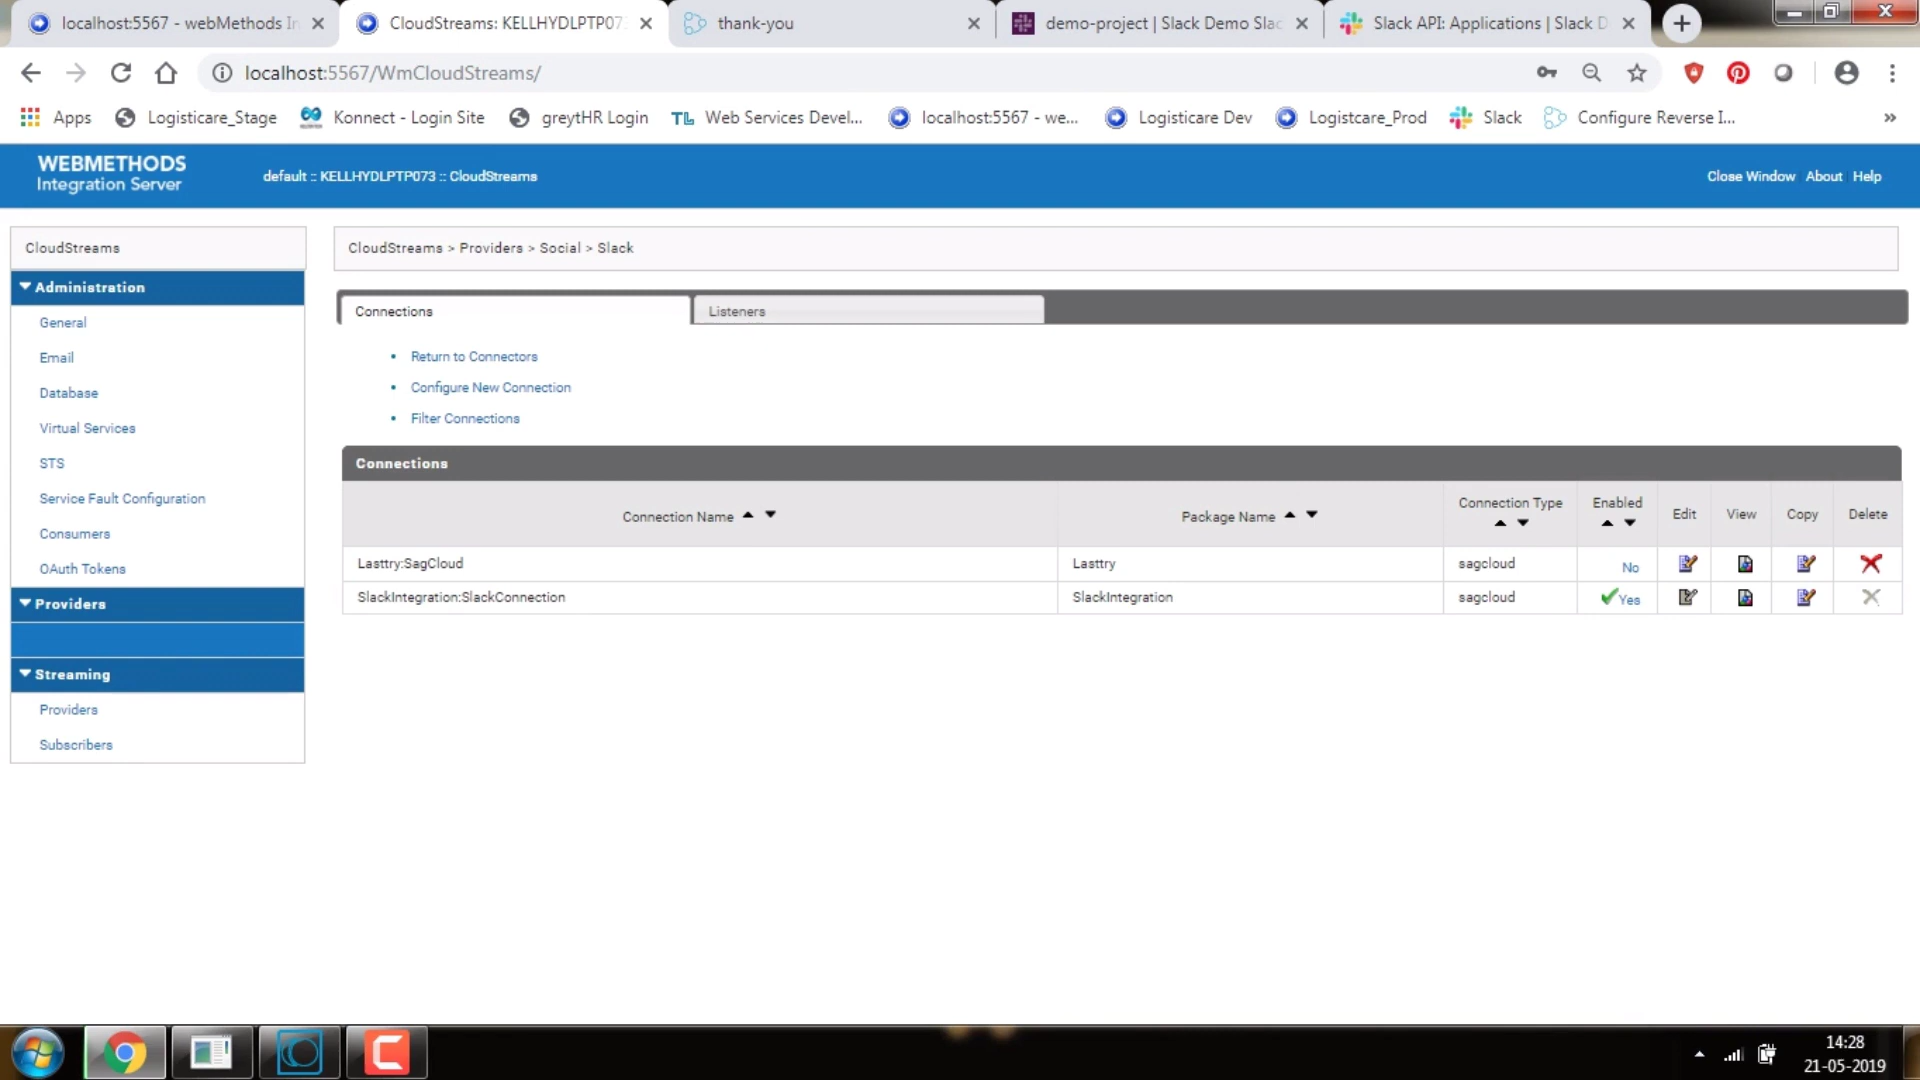 localhost:5567 - webMethods In
CloudStreams: KELLHYDLPTP073
thank-you
demo-project | Slack Demo Slac
Slack API: Applications | Slack D
localhost:5567/WmCloudStreams/
Apps
Logisticare_Stage
Konnect - Login Site
greytHR Login
TL
Web Services Devel...
localhost:5567 - we...
Logisticare Dev
Logistcare_Prod
Slack
Configure Reverse I...
»
WEBMETHODS
Integration Server
default :: KELLHYDLPTP073 :: CloudStreams
Close Window About Help
CloudStreams
CloudStreams > Providers > Social > Slack
Administration
General
Email
Database
Virtual Services
STS
Service Fault Configuration
Consumers
OAuth Tokens
Providers
Streaming
Providers
Subscribers
Connections
Listeners
Return to Connectors
Configure New Connection
Filter Connections
Connections
Connection Name
Package Name
Connection Type
Enabled
Edit
View
Copy
Delete
Lasttry:SagCloud
Lasttry
sagcloud
No
SlackIntegration:SlackConnection
SlackIntegration
sagcloud
Yes
14:28
21-05-2019